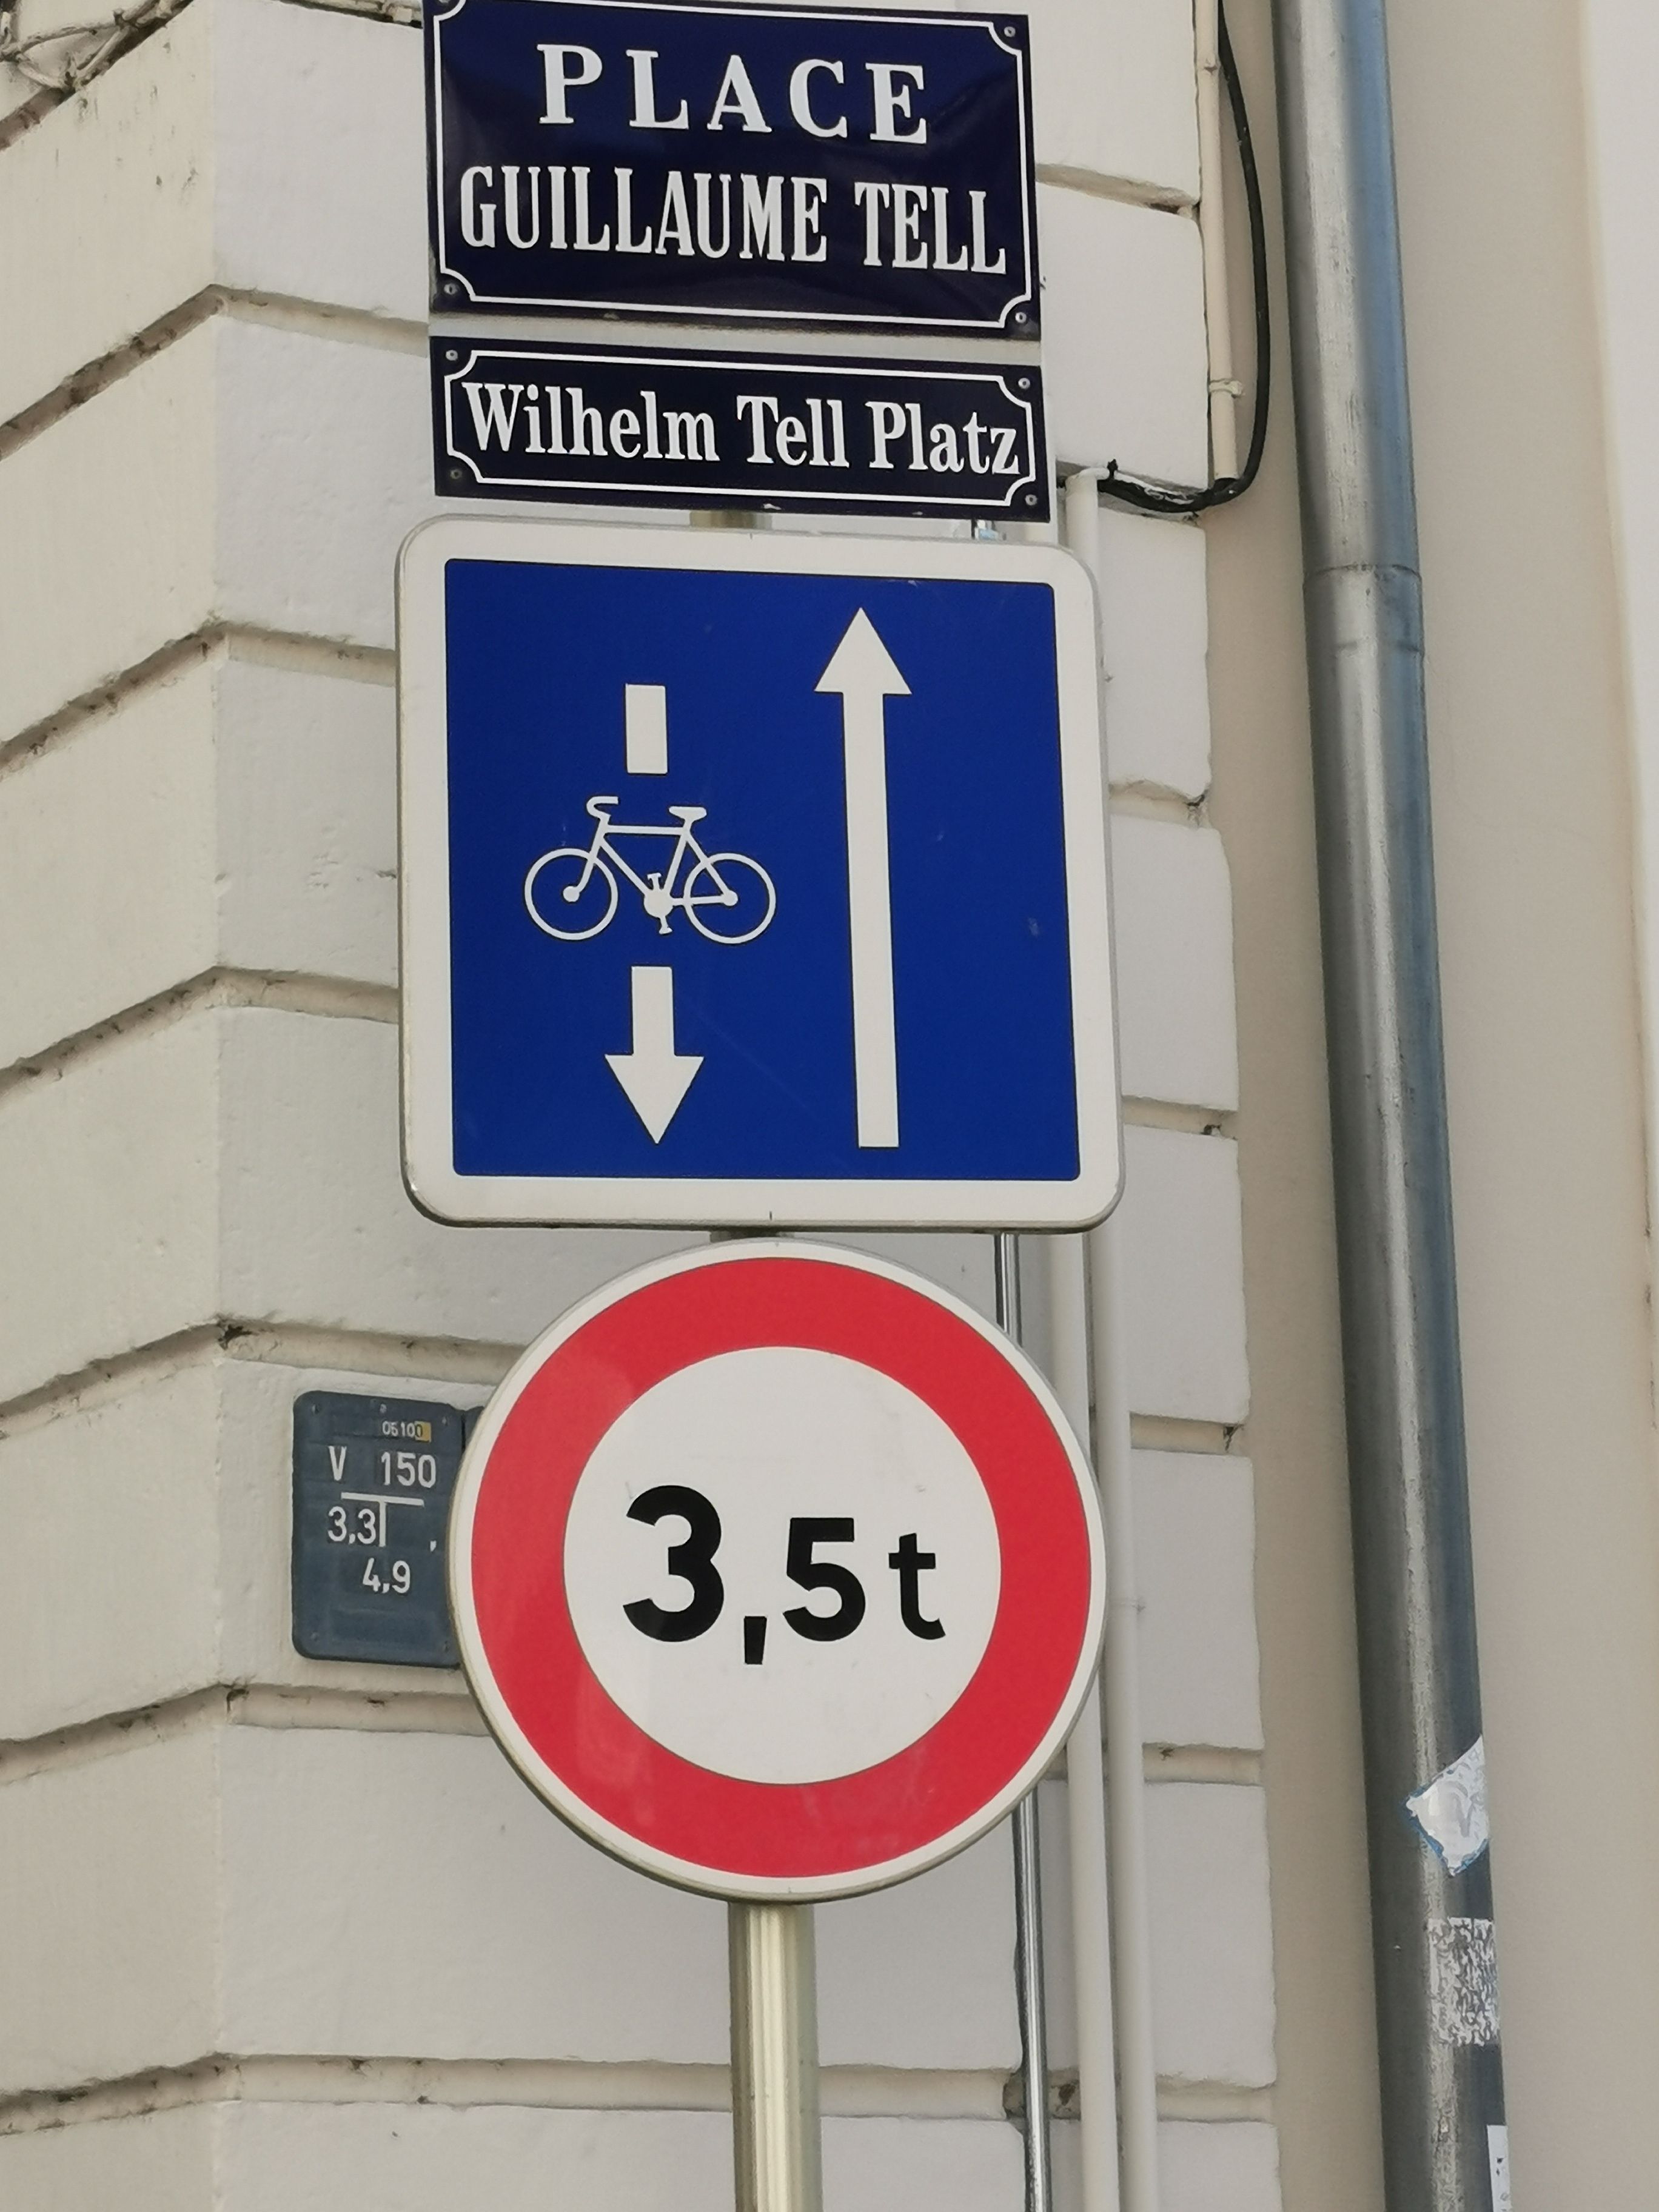 PLACE
GUILLAUME TELL
Wilhelm Tell Platz
05100
V 150
3,3
4,9
3,5t